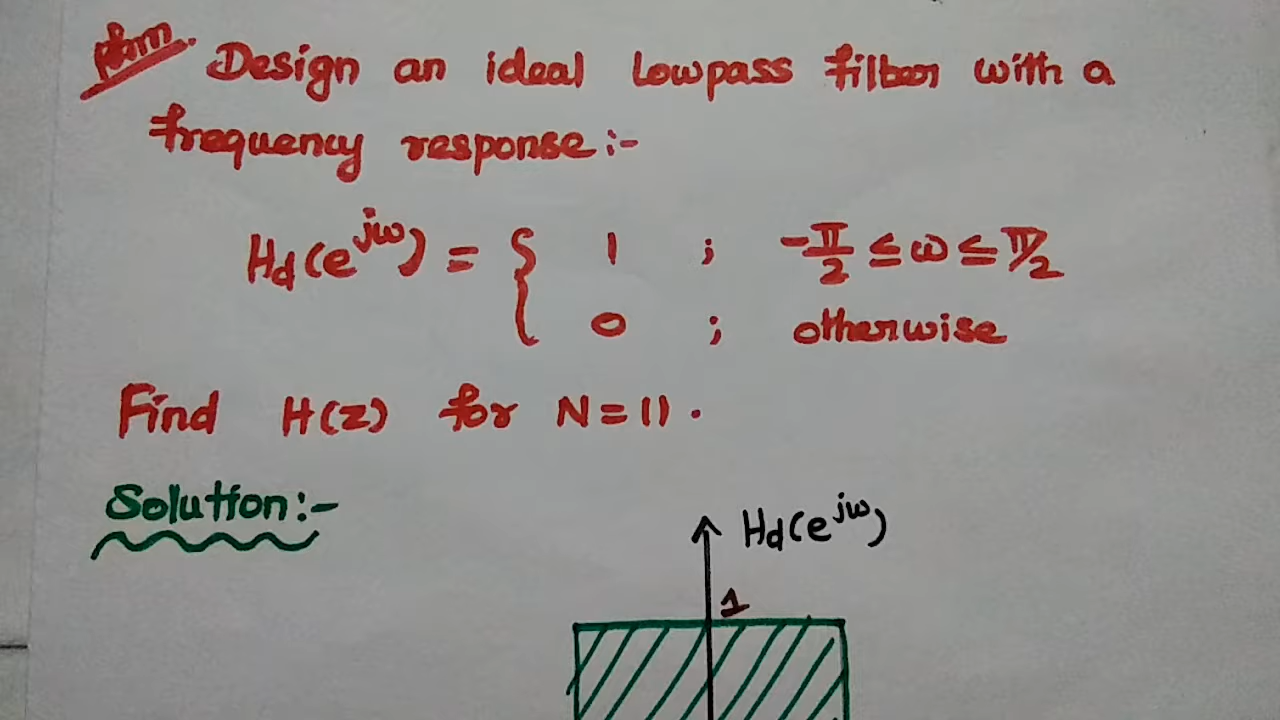 pbm.
Design an ideal lowpass filter with a
frequency response:-
Hd(e^jω) = { 1 ; -π/2 ≤ ω ≤ π/2
0 ; otherwise
Find H(z) for N=11.
Solution:-
Hd(e^jω)
1